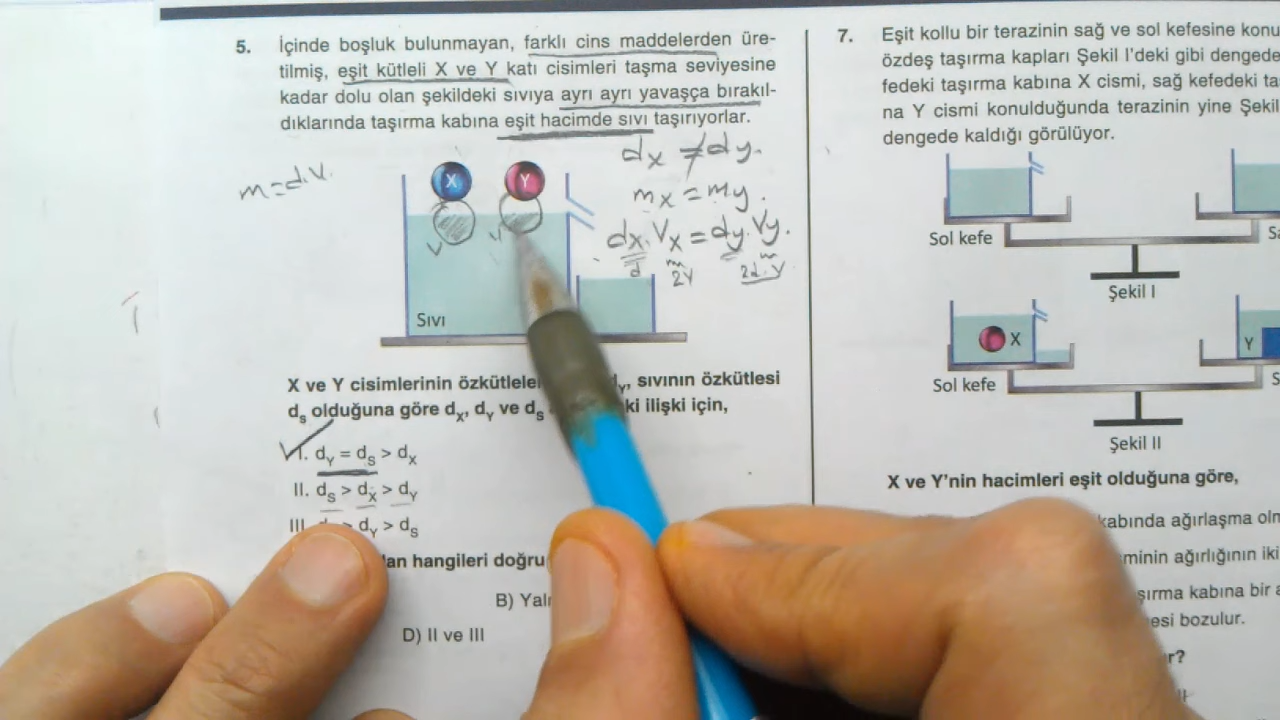 5. İçinde boşluk bulunmayan, farklı cins maddelerden üre-
tilmiş, eşit kütleli X ve Y katı cisimleri taşma seviyesine
kadar dolu olan şekildeki sıvıya ayrı ayrı yavaşça bırakıl-
dıklarında taşırma kabına eşit hacimde sıvı taşırıyorlar.
m=d.V.
dx ≠ dy.
mx = my.
dx.Vx = dy.Vy.
d 2V 2d.V
X Y
V V
Sıvı
X ve Y cisimlerinin özkütlele
, sıvının özkütlesi
dS olduğuna göre dX, dY ve dS
ki ilişki için,
I. dY = dS > dX
II. dS > dX > dY
III. > dY > dS
hangileri doğru
B)
D) II ve III
7. Eşit kollu bir terazinin sağ ve sol kefesine konu
özdeş taşırma kapları Şekil I'deki gibi dengede
fedeki taşırma kabına X cismi, sağ kefedeki ta
na Y cismi konulduğunda terazinin yine Şekil
dengede kaldığı görülüyor.
Sol kefe
Şekil I
X
Y
Sol kefe
Şekil II
X ve Y'nin hacimleri eşit olduğuna göre,
kabında ağırlaşma
minin ağırlığının iki
şırma kabına bir
esi bozulur.
r?